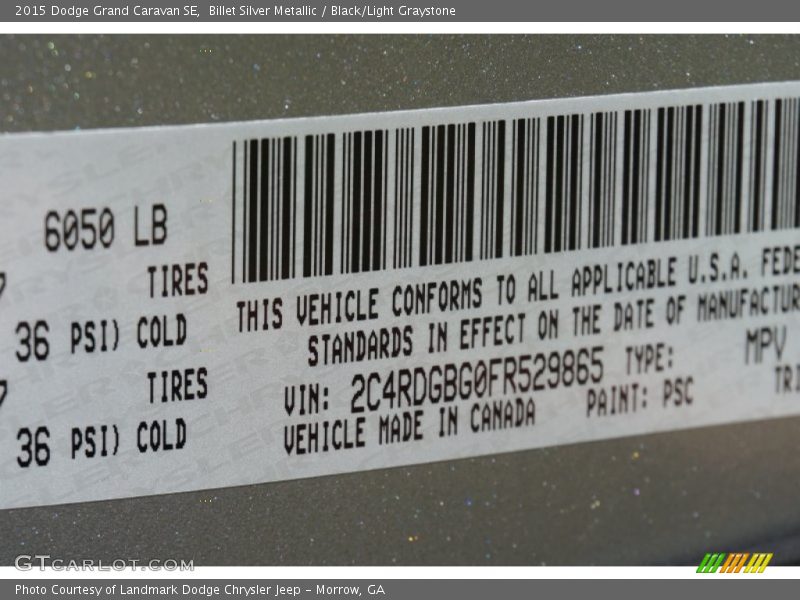 2015 Dodge Grand Caravan SE, Billet Silver Metallic / Black/Light Graystone
6050 LB
TIRES
36 PSI) COLD
TIRES
36 PSI) COLD
THIS VEHICLE CONFORMS TO ALL APPLICABLE U.S.A. FEDE
STANDARDS IN EFFECT ON THE DATE OF MANUFACTUR
VIN: 2C4RDGBG0FR529865 TYPE: MPV
VEHICLE MADE IN CANADA PAINT: PSC TRI
GTCARLOT.COM
Photo Courtesy of Landmark Dodge Chrysler Jeep - Morrow, GA